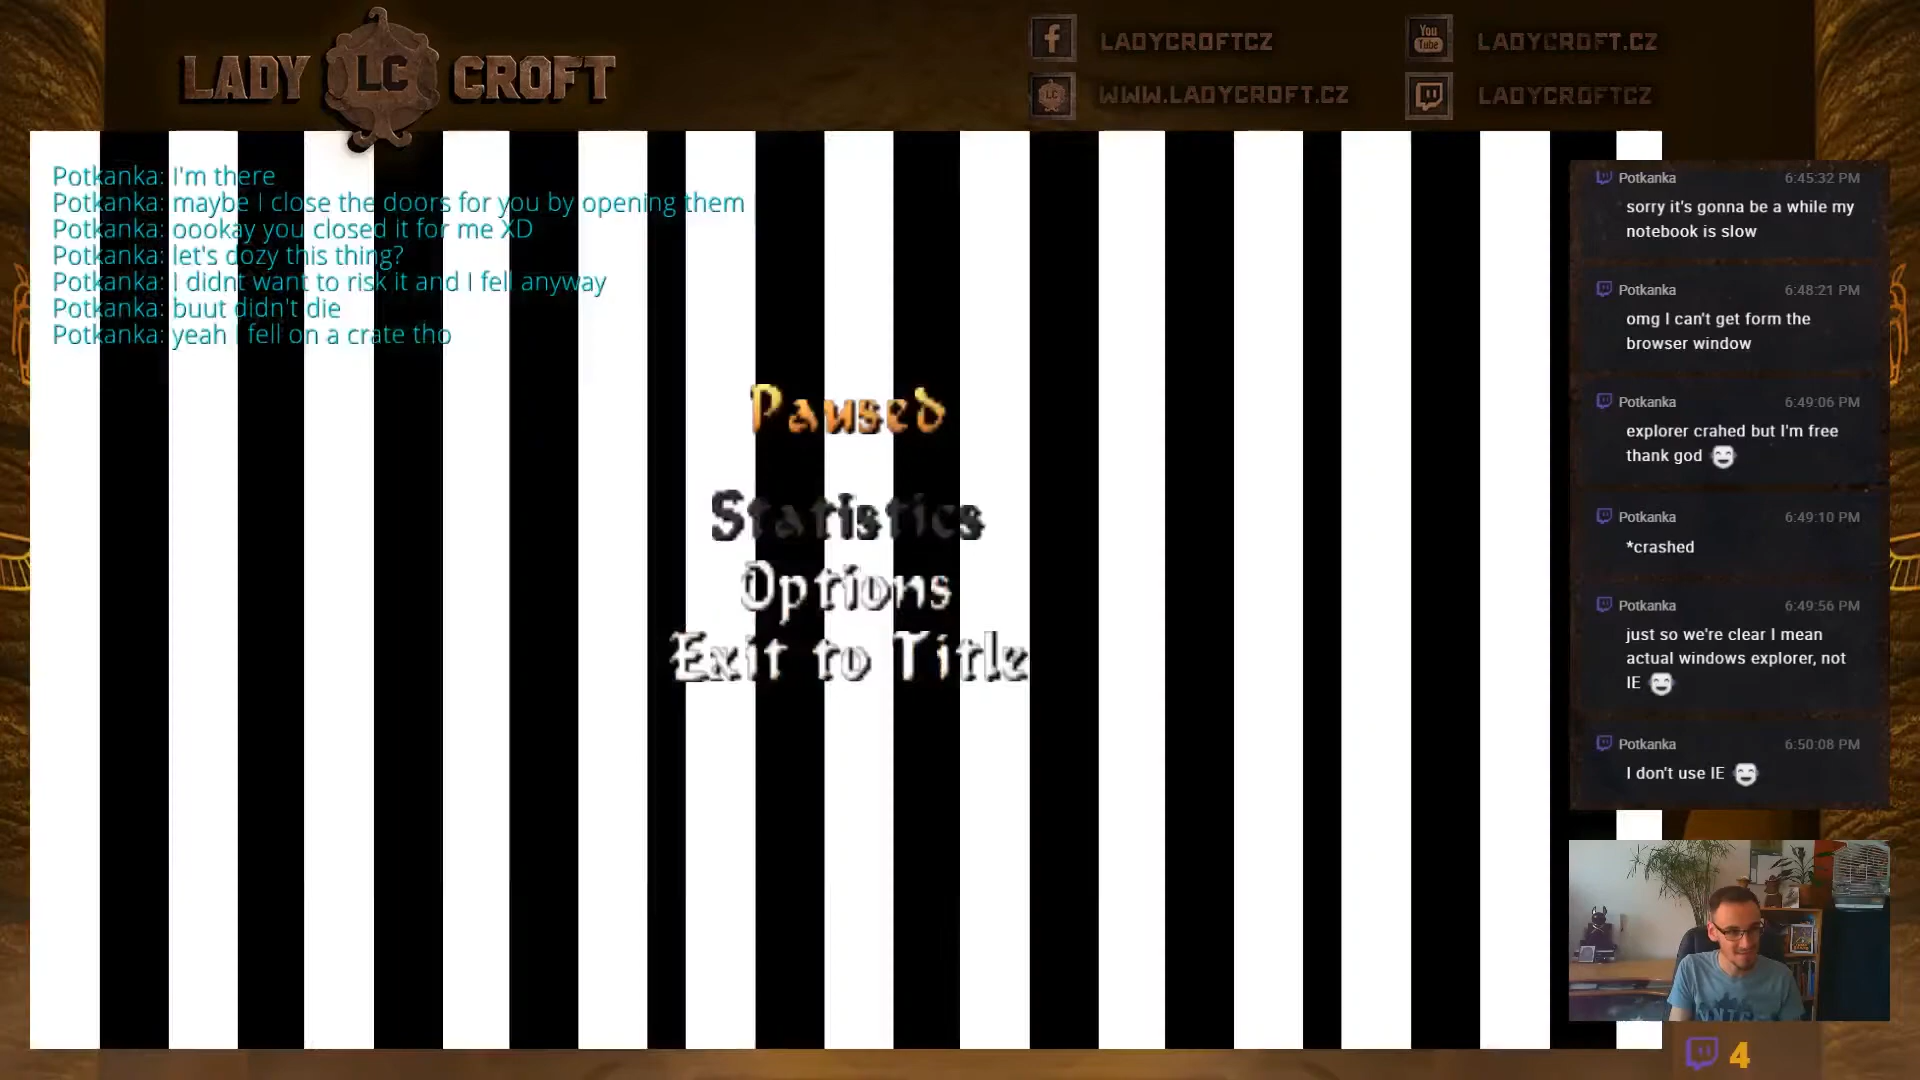 LADY LC CROFT
LADYCROFTCZ
You
Tube
LADYCROFT.CZ
LC
WWW.LADYCROFT.CZ
LADYCROFTCZ
Potkanka: I'm there
Potkanka: maybe I close the doors for you by opening them
Potkanka: oookay you closed it for me XD
Potkanka: let's dozy this thing?
Potkanka: I didnt want to risk it and I fell anyway
Potkanka: buut didn't die
Potkanka: yeah I fell on a crate tho
Paused
Statistics
Options
Exit to Title
Potkanka 6:45:32 PM
sorry it's gonna be a while my
notebook is slow
Potkanka 6:48:21 PM
omg I can't get form the
browser window
Potkanka 6:49:06 PM
explorer crahed but I'm free
thank god
Potkanka 6:49:10 PM
*crashed
Potkanka 6:49:56 PM
just so we're clear I mean
actual windows explorer, not
IE
Potkanka 6:50:08 PM
I don't use IE
4